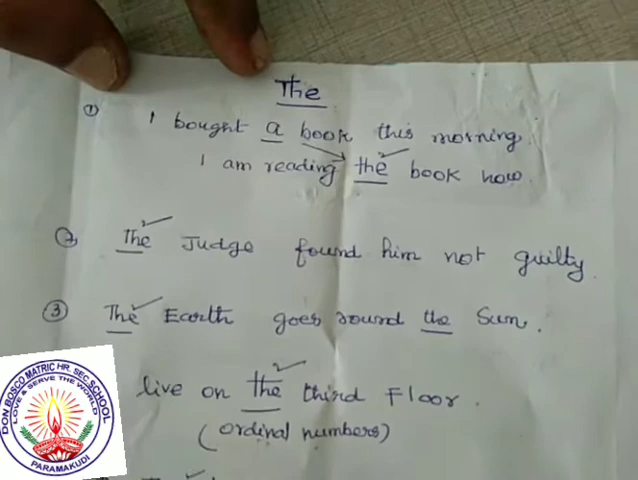 The
① I bought a book this morning.
I am reading the book now.
② The Judge found him not guilty.
③ The Earth goes round the Sun.
live on the third Floor.
(ordinal numbers)
DON BOSCO MATRIC HR. SEC. SCHOOL
LOVE & SERVE THE WORLD
PARAMAKUDI